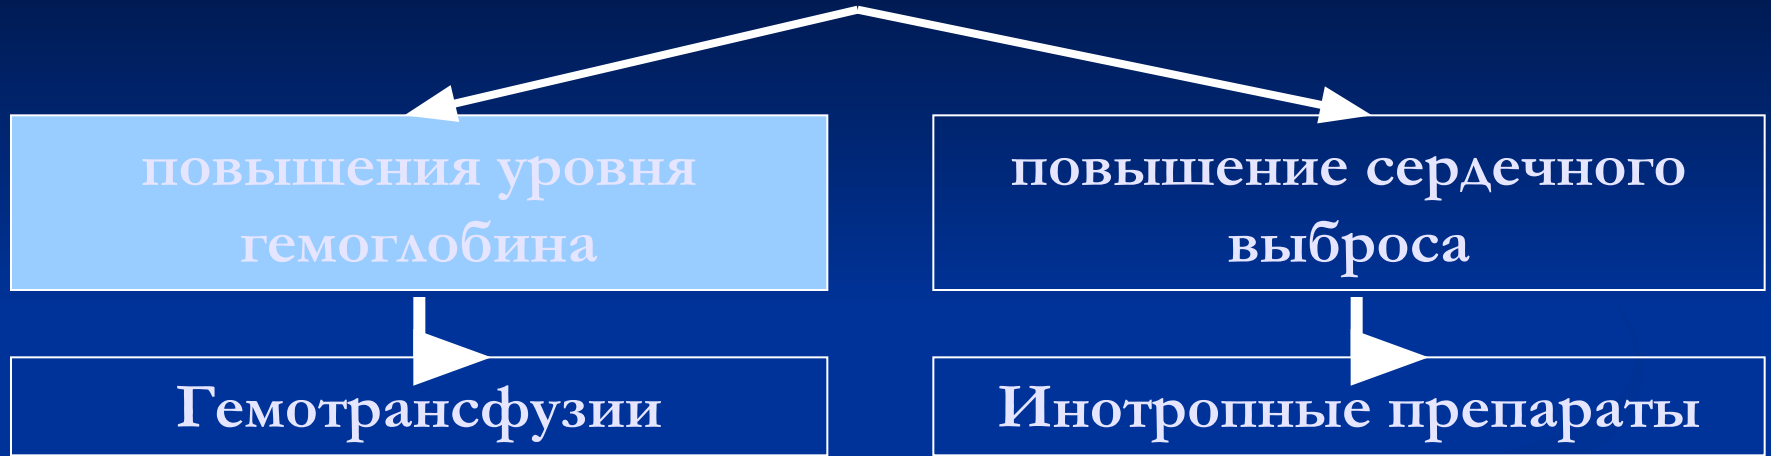 повышения уровня
гемоглобина
повышение сердечного
выброса
Гемотрансфузии
Инотропные препараты